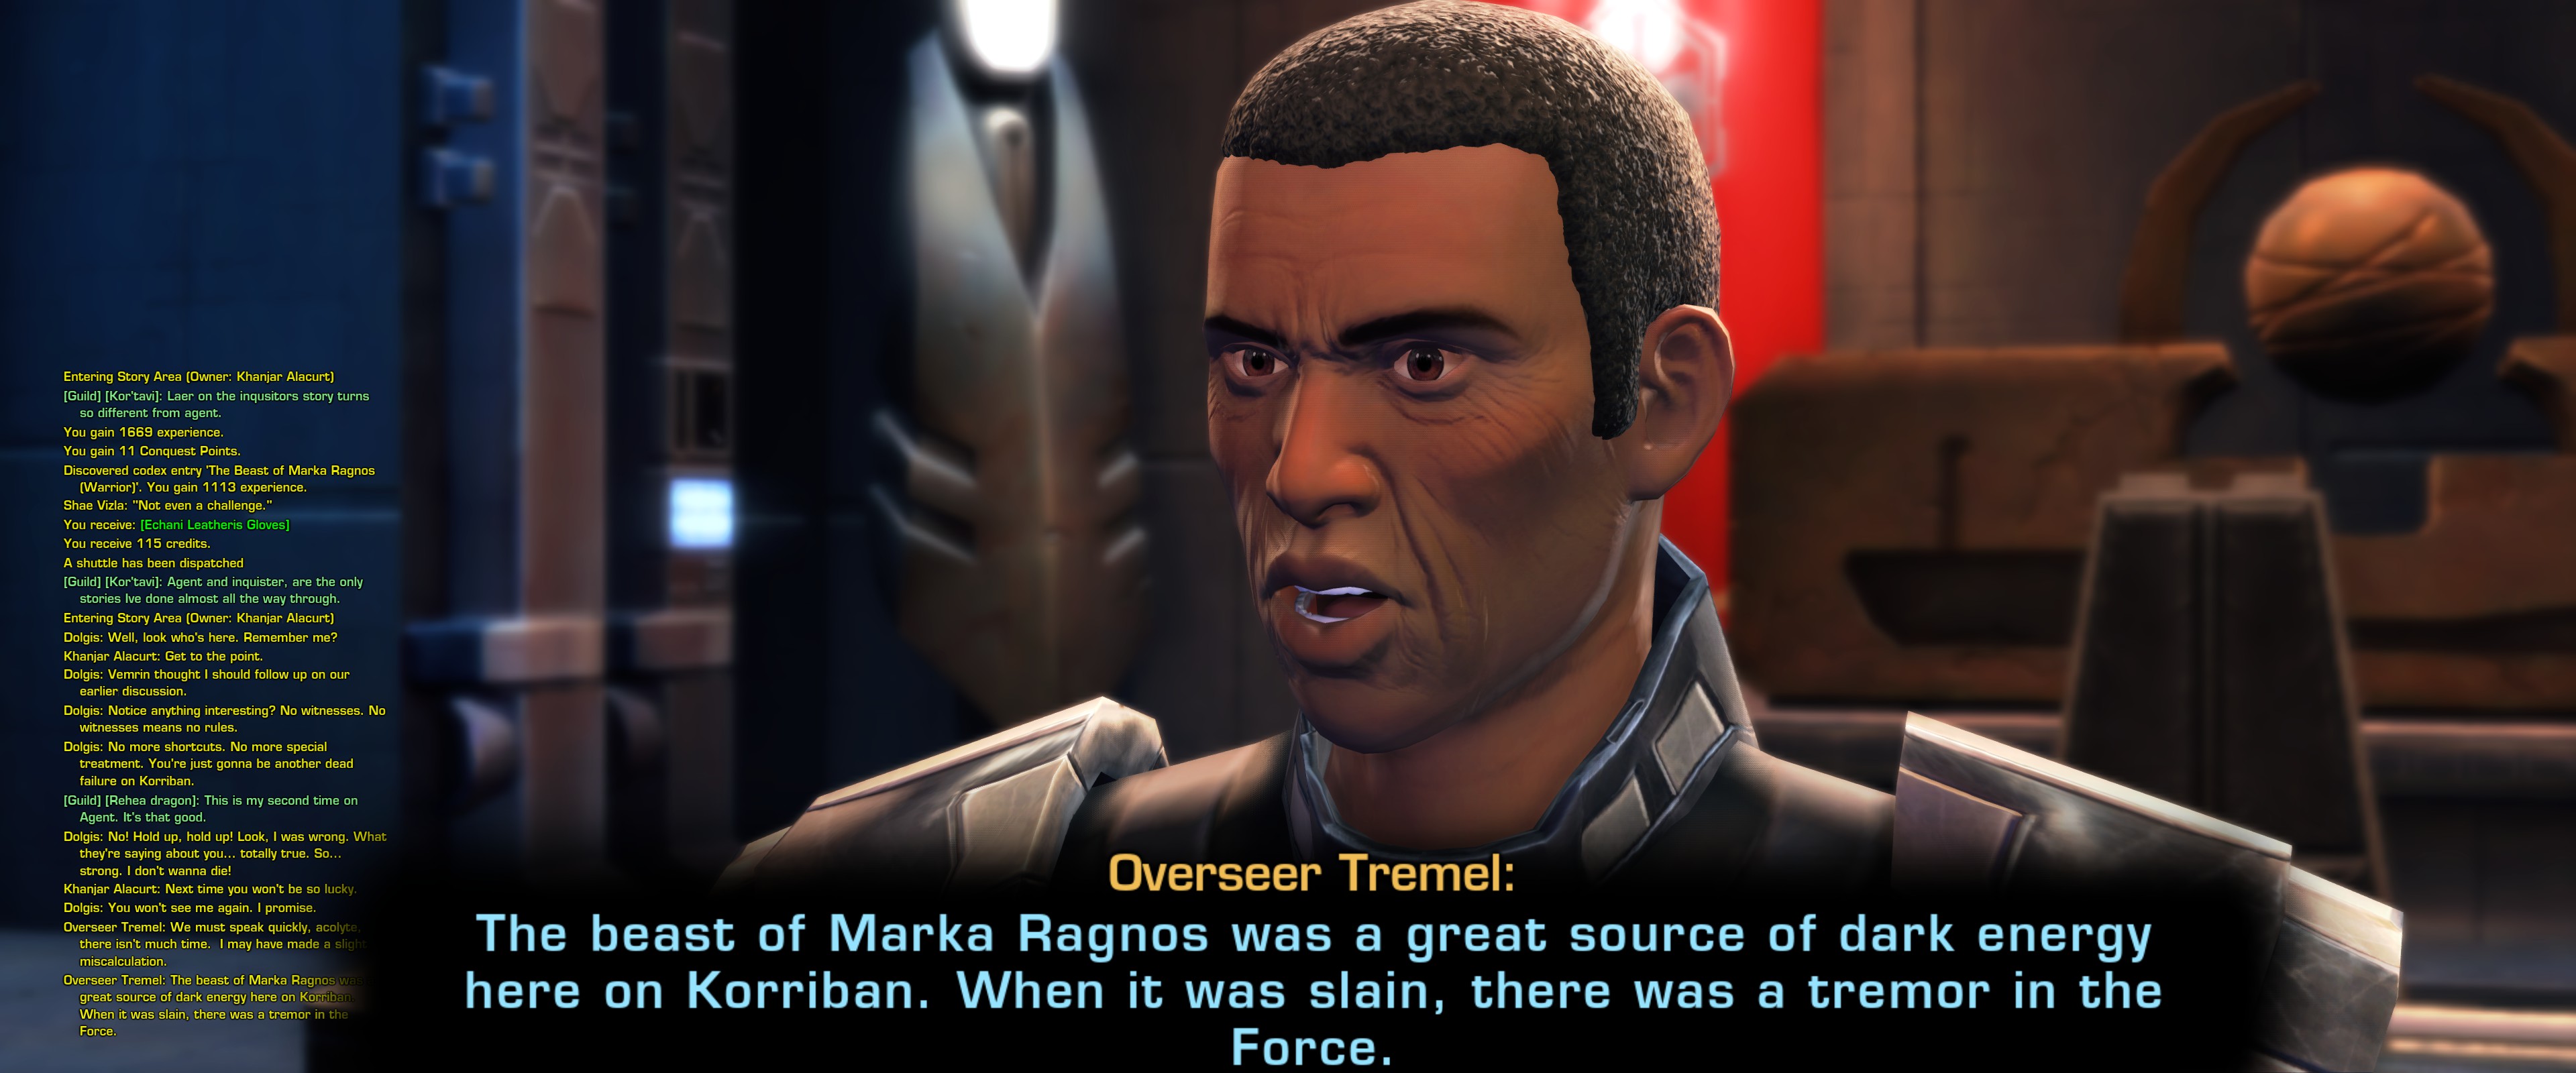 Entering Story Area (Owner: Khanjar Alacurt)
[Guild] [Kor'tavi]: Laer on the inqusitors story turns
so different from agent.
You gain 1669 experience.
You gain 11 Conquest Points.
Discovered codex entry 'The Beast of Marka Ragnos
(Warrior)'. You gain 1113 experience.
Shae Vizla: "Not even a challenge."
You receive: [Echani Leatheris Gloves]
You receive 115 credits.
A shuttle has been dispatched
[Guild] [Kor'tavi]: Agent and inquister, are the only
stories Ive done almost all the way through.
Entering Story Area (Owner: Khanjar Alacurt)
Dolgis: Well, look who's here. Remember me?
Khanjar Alacurt: Get to the point.
Dolgis: Vemrin thought I should follow up on our
earlier discussion.
Dolgis: Notice anything interesting? No witnesses. No
witnesses means no rules.
Dolgis: No more shortcuts. No more special
treatment. You're just gonna be another dead
failure on Korriban.
[Guild] [Rehea dragon]: This is my second time on
Agent. It's that good.
Dolgis: No! Hold up, hold up! Look, I was wrong. What
they're saying about you... totally true. So...
strong. I don't wanna die!
Khanjar Alacurt: Next time you won't be so lucky.
Dolgis: You won't see me again. I promise.
Overseer Tremel: We must speak quickly, acolyte,
there isn't much time.  I may have made a slight
miscalculation.
Overseer Tremel: The beast of Marka Ragnos was
great source of dark energy here on Korriban.
When it was slain, there was a tremor in the
Force.
Overseer Tremel:
The beast of Marka Ragnos was a great source of dark energy
here on Korriban. When it was slain, there was a tremor in the
Force.